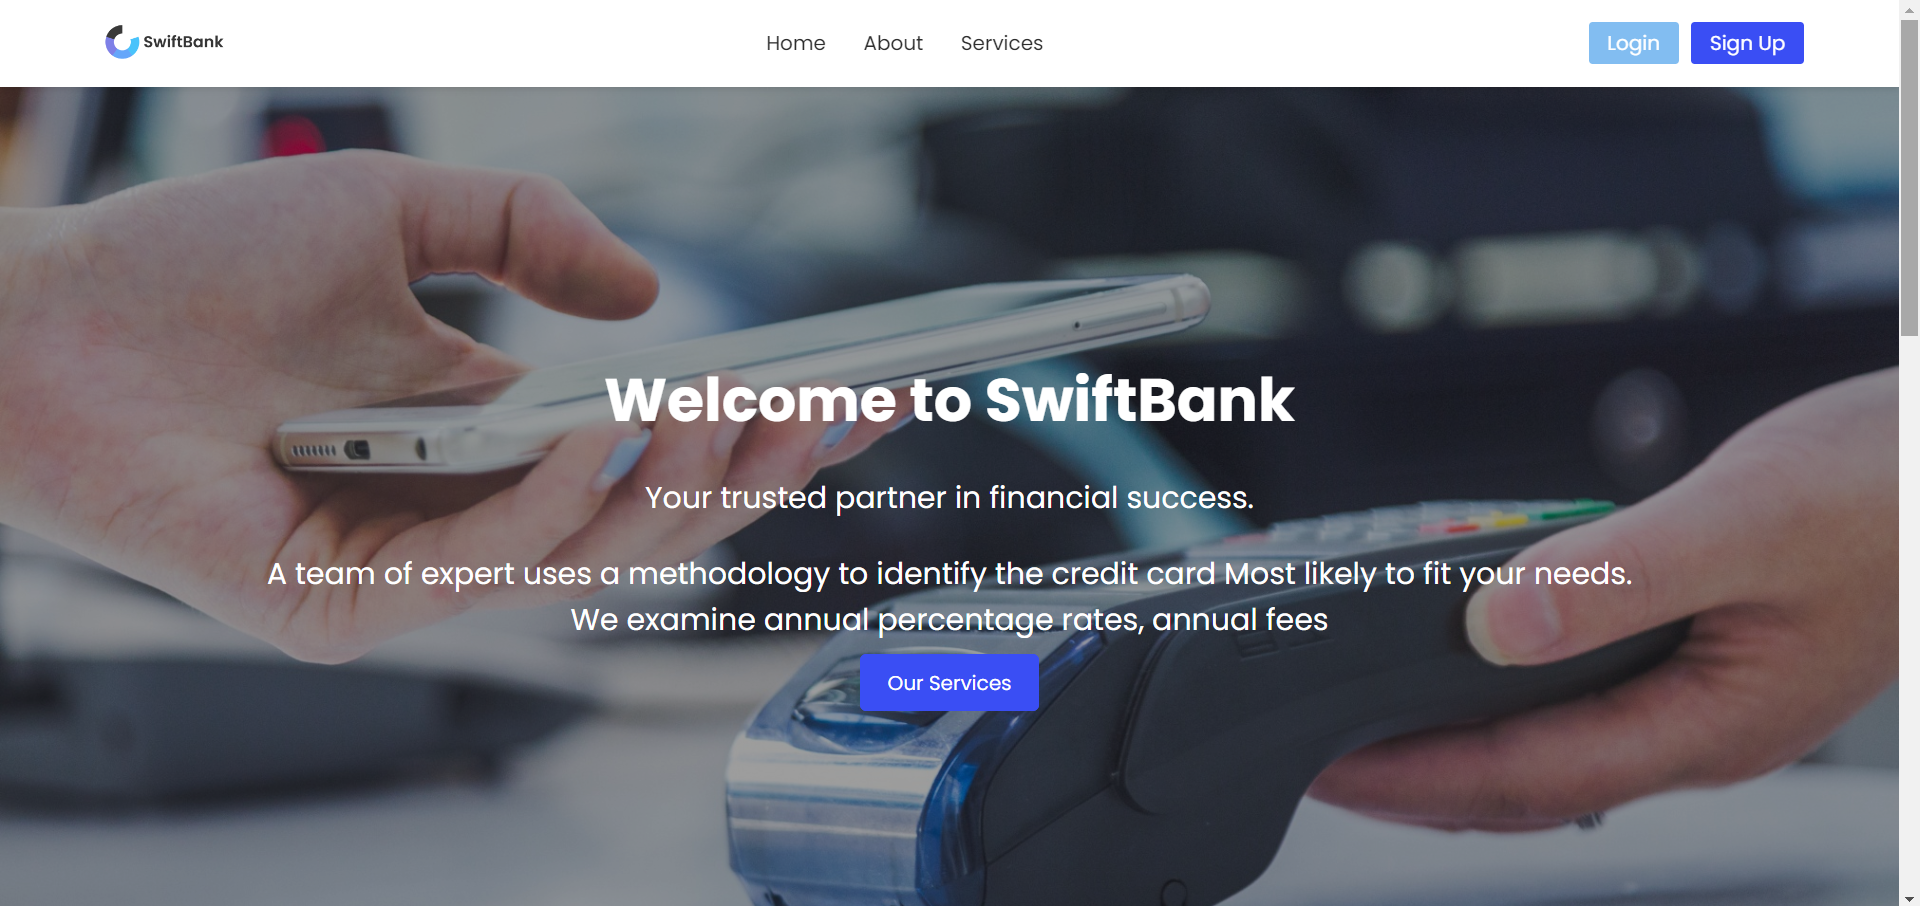 SwiftBank
Home
About
Services
Login
Sign Up
Welcome to SwiftBank
Your trusted partner in financial success.
A team of expert uses a methodology to identify the credit card Most likely to fit your needs.
We examine annual percentage rates, annual fees
Our Services